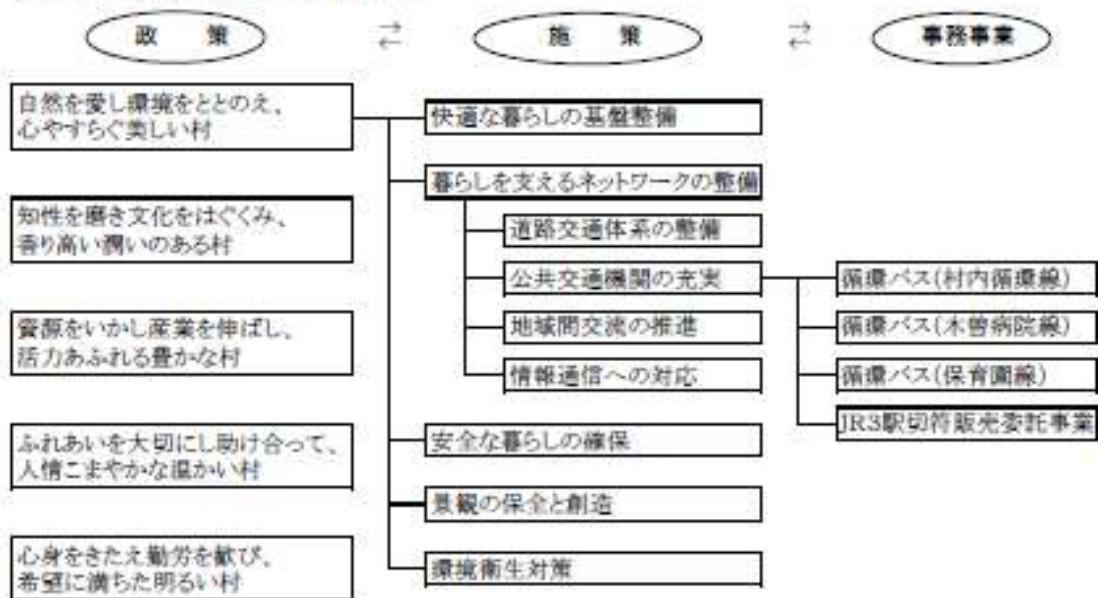 政　策
⇄
施　策
⇄
事務事業
自然を愛し環境をととのえ、
心やすらぐ美しい村
知性を磨き文化をはぐくみ、
香り高い潤いのある村
資源をいかし産業を伸ばし、
活力あふれる豊かな村
ふれあいを大切にし助け合って、
人情こまやかな温かい村
心身をきたえ勤労を歓び、
希望に満ちた明るい村
快適な暮らしの基盤整備
暮らしを支えるネットワークの整備
道路交通体系の整備
公共交通機関の充実
地域間交流の推進
情報通信への対応
安全な暮らしの確保
景観の保全と創造
環境衛生対策
循環バス(村内循環線)
循環バス(木曽病院線)
循環バス(保育園線)
JR3駅切符販売委託事業